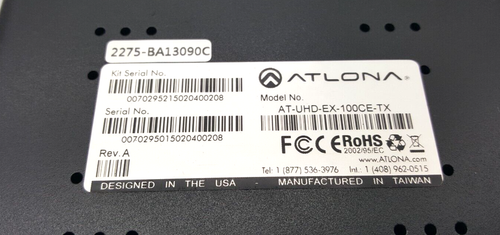 2275-BA13090C
Kit Serial No.
0070295215020400208
Serial No.
0070295015020400208
Rev.A
ATLONA®
Model No.
AT-UHD-EX-100CE-TX
FC CE RoHS
2002/95/EC
www.ATLONA.com
Tel: 1 (877) 536-3976 Int.: 1 (408) 962-0515
DESIGNED IN THE USA - MANUFACTURED IN TAIWAN